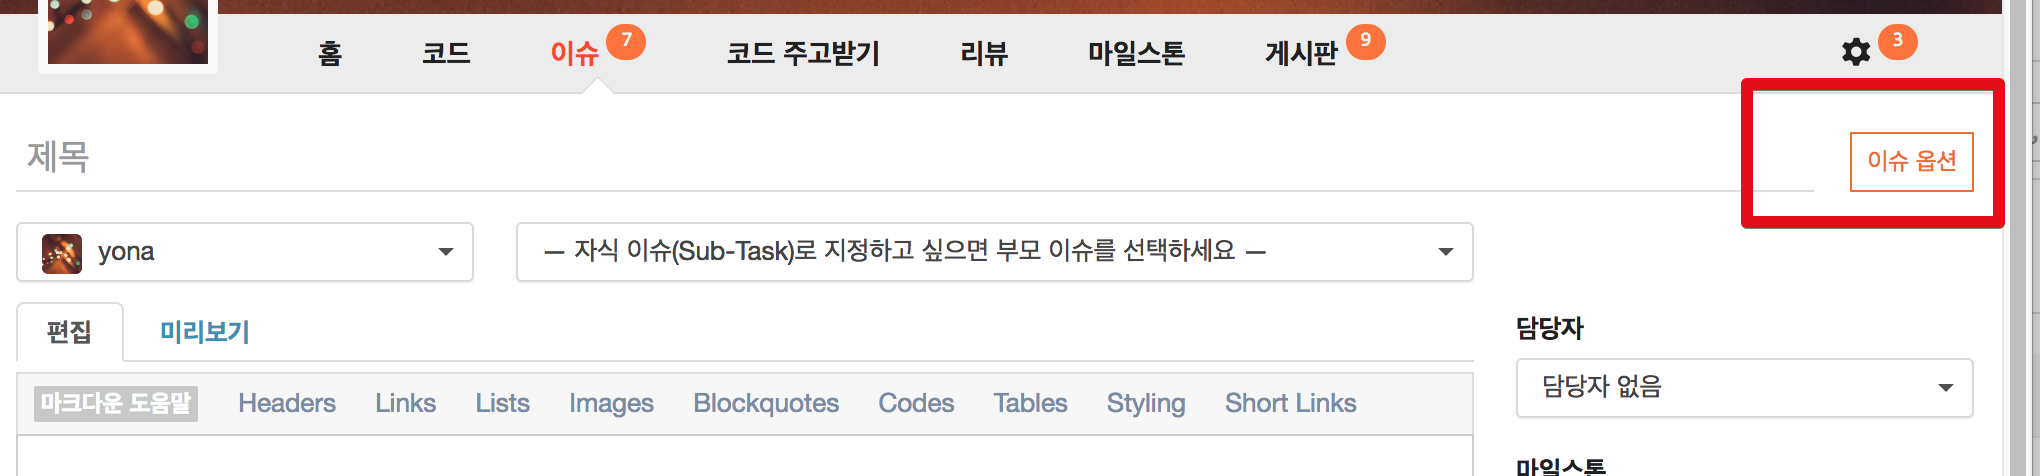 홈 코드 이슈 7 코드 주고받기 리뷰 마일스톤 게시판 9 3
제목 이슈 옵션
yona — 자식 이슈(Sub-Task)로 지정하고 싶으면 부모 이슈를 선택하세요 —
편집 미리보기
담당자
마크다운 도움말 Headers Links Lists Images Blockquotes Codes Tables Styling Short Links
담당자 없음
마일스톤